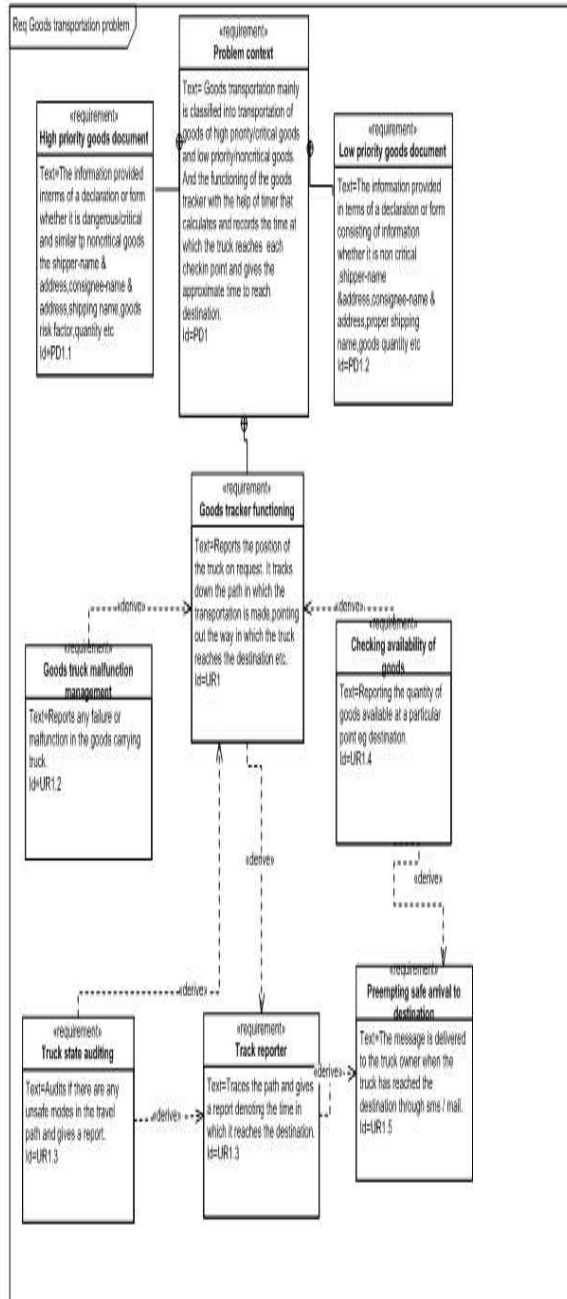 Req Goods transportation problem
«requirement»
Problem context
Text= Goods transportation mainly
is classified into transportation of
goods of high priority/critical goods
and low priority/noncritical goods.
And the functioning of the goods
tracker with the help of timer that
calculates and records the time at
which the truck reaches each
checkin point and gives the
approximate time to reach
destination.
Id=PD1
«requirement»
High priority goods document
Text=The information provided
interms of a declaration or form
whether it is dangerous/critical
and similar tp noncritical goods
the shipper-name &
address,consignee-name &
address,shipping name,goods
risk factor,quantity etc
Id=PD1.1
«requirement»
Low priority goods document
Text=The information provided
in terms of a declaration or form
consisting of information
whether it is non critical
,shipper-name
&address,consignee-name &
address,proper shipping
name,goods quantity etc
Id=PD1.2
«requirement»
Goods tracker functioning
Text=Reports the position of
the truck on request. It tracks
down the path in which the
transportation is made,pointing
out the way in which the truck
reaches the destination etc.
Id=UR1
«derive»
«derive»
«requirement»
Goods truck malfunction
management
Text=Reports any failure or
malfunction in the goods carrying
truck.
Id=UR1.2
«requirement»
Checking availability of
goods
Text=Reporting the quantity of
goods available at a particular
point eg destination.
Id=UR1.4
«derive»
«derive»
«derive»
«requirement»
Truck state auditing
Text=Audits if there are any
unsafe modes in the travel
path and gives a report.
Id=UR1.3
«derive»
«requirement»
Track reporter
Text=Traces the path and gives
a report denoting the time in
which it reaches the destination.
Id=UR1.3
«derive»
«requirement»
Preempting safe arrival to
destination
Text=The message is delivered
to the truck owner when the
truck has reached the
destination through sms / mail.
Id=UR1.5